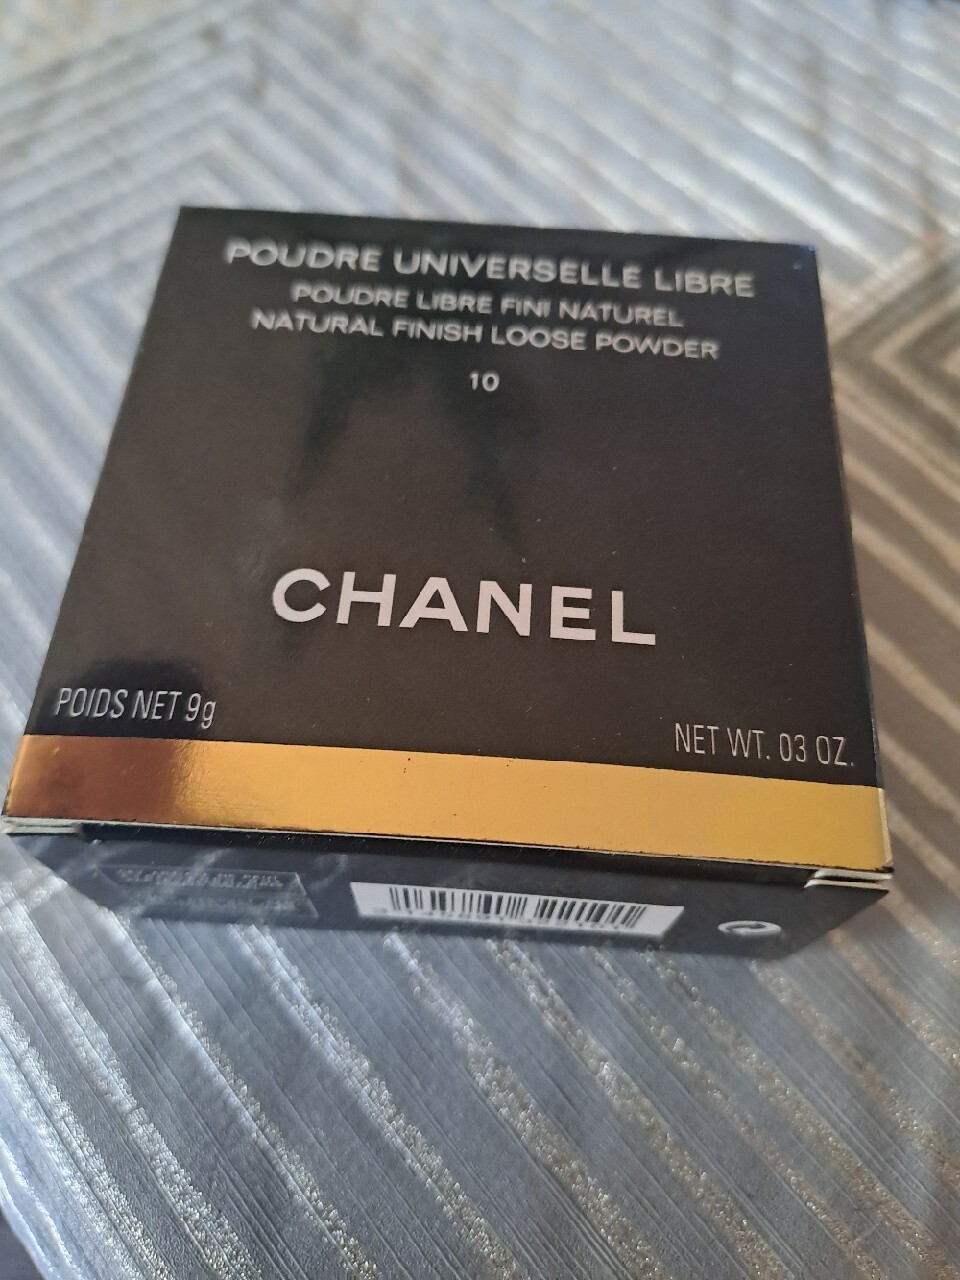 POUDRE UNIVERSELLE LIBRE
POUDRE LIBRE FINI NATUREL
NATURAL FINISH LOOSE POWDER
10
CHANEL
POIDS NET 9g
NET WT. 03 OZ.